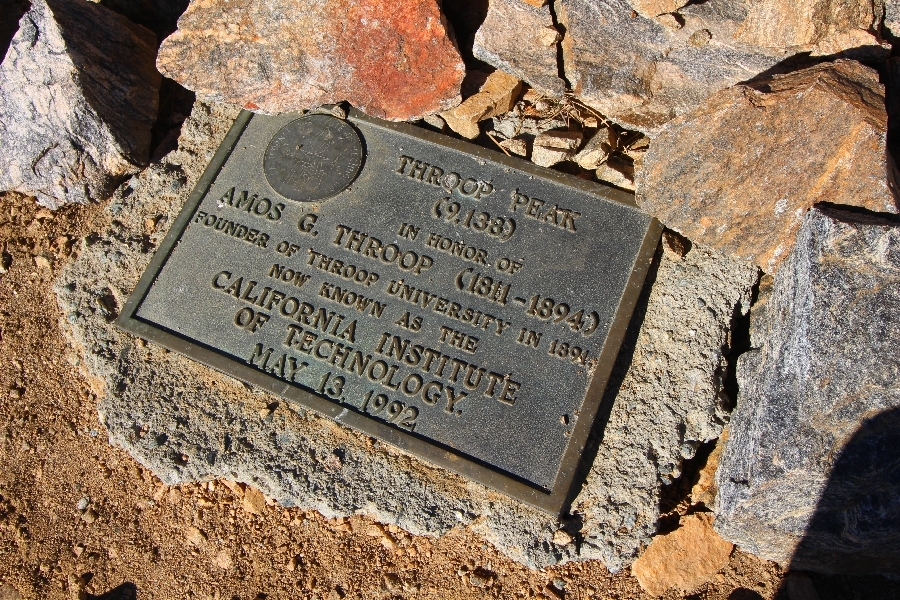 THROOP PEAK
(9,138)
IN HONOR OF
AMOS G. THROOP (1811-1894)
FOUNDER OF THROOP UNIVERSITY IN 1891
NOW KNOWN AS THE
CALIFORNIA INSTITUTE
OF TECHNOLOGY.
MAY 13, 1992